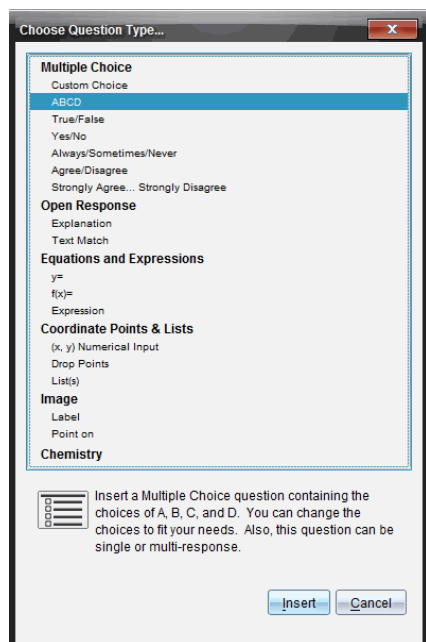 Choose Question Type...
Multiple Choice
Custom Choice
ABCD
True/False
Yes/No
Always/Sometimes/Never
Agree/Disagree
Strongly Agree... Strongly Disagree
Open Response
Explanation
Text Match
Equations and Expressions
y=
f(x)=
Expression
Coordinate Points & Lists
(x, y) Numerical Input
Drop Points
List(s)
Image
Label
Point on
Chemistry
Insert a Multiple Choice question containing the
choices of A, B, C, and D. You can change the
choices to fit your needs. Also, this question can be
single or multi-response.
Insert Cancel